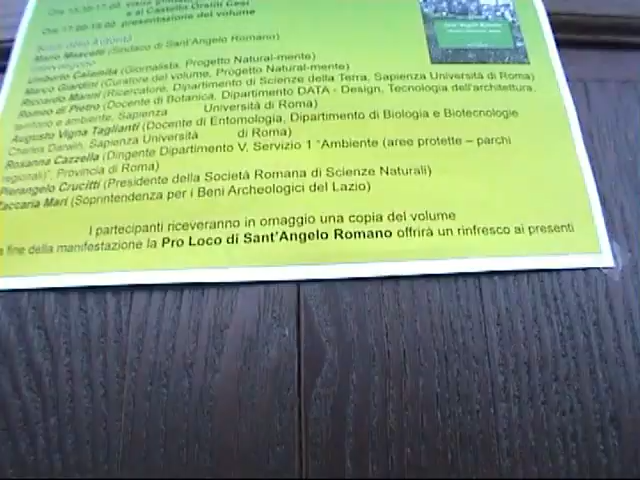 Ore 17.00-19.00 presentazione del volume
Mario Mascetti (Sindaco di Sant'Angelo Romano)
Umberto Calamita (Giornalista, Progetto Natural-mente)
Marco Giardini (Curatore del volume, Progetto Natural-mente)
Riccardo Mannì (Ricercatore, Dipartimento di Scienze della Terra, Sapienza Università di Roma)
Romeo di Pietro (Docente di Botanica, Dipartimento DATA - Design, Tecnologia dell'architettura,
territorio e ambiente, Sapienza Università di Roma)
Augusto Vigna Taglianti (Docente di Entomologia, Dipartimento di Biologia e Biotecnologie
Charles Darwin, Sapienza Università di Roma)
Rosanna Cazzella (Dirigente Dipartimento V, Servizio 1 "Ambiente (aree protette – parchi
regionali)", Provincia di Roma)
Pierangelo Crucitti (Presidente della Società Romana di Scienze Naturali)
Zaccaria Mari (Soprintendenza per i Beni Archeologici del Lazio)
I partecipanti riceveranno in omaggio una copia del volume
fine della manifestazione la Pro Loco di Sant'Angelo Romano offrirà un rinfresco ai presenti